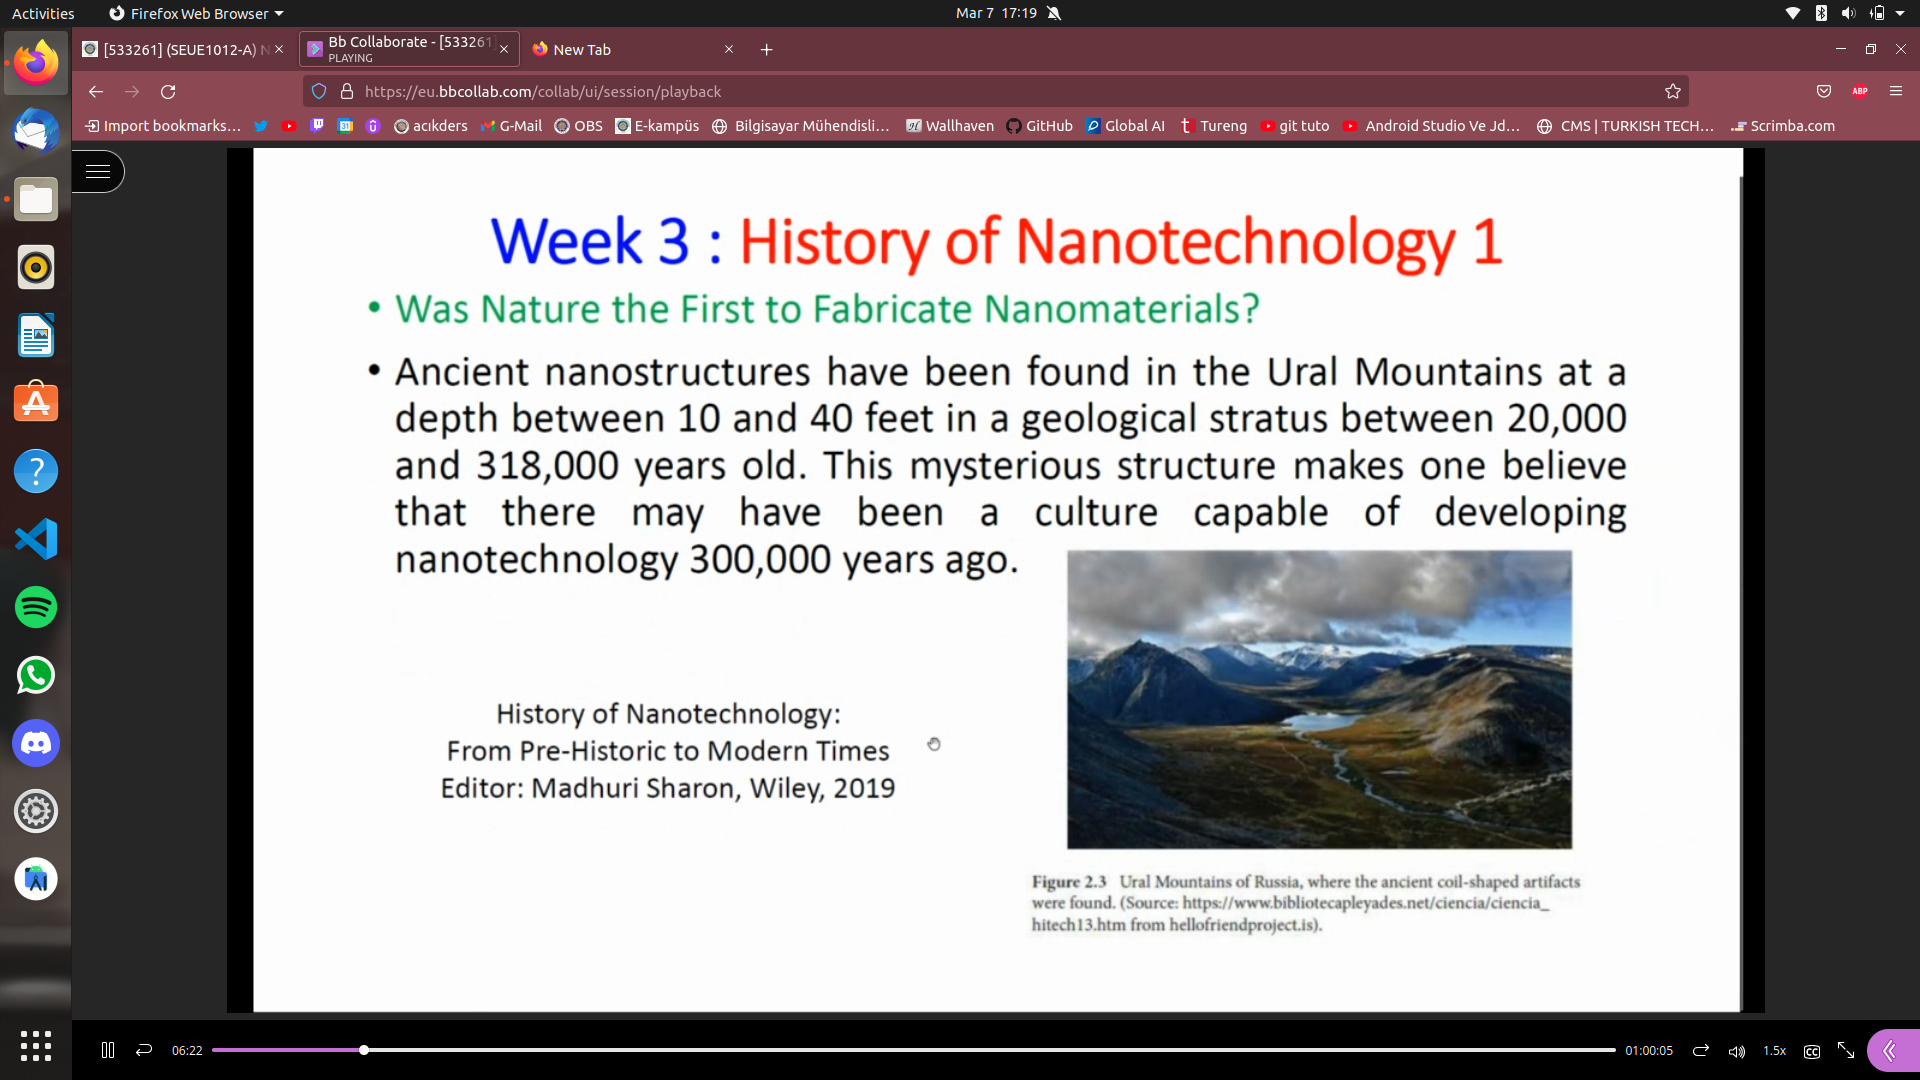 Activities
Firefox Web Browser
Mar 7 17:19
[533261] (SEUE1012-A) N
Bb Collaborate - [533261]
PLAYING
New Tab
https://eu.bbcollab.com/collab/ui/session/playback
ABP
Import bookmarks...
31
acıkders
G-Mail
OBS
E-kampüs
Bilgisayar Mühendisli...
Wallhaven
GitHub
Global AI
Tureng
git tuto
Android Studio Ve Jd...
CMS | TURKISH TECH...
Scrimba.com
Week 3 : History of Nanotechnology 1
• Was Nature the First to Fabricate Nanomaterials?
• Ancient nanostructures have been found in the Ural Mountains at a
depth between 10 and 40 feet in a geological stratus between 20,000
and 318,000 years old. This mysterious structure makes one believe
that there may have been a culture capable of developing
nanotechnology 300,000 years ago.
History of Nanotechnology:
From Pre-Historic to Modern Times
Editor: Madhuri Sharon, Wiley, 2019
Figure 2.3 Ural Mountains of Russia, where the ancient coil-shaped artifacts
were found. (Source: https://www.bibliotecapleyades.net/ciencia/ciencia_
hitech13.htm from hellofriendproject.is).
06:22
01:00:05
1.5x
CC